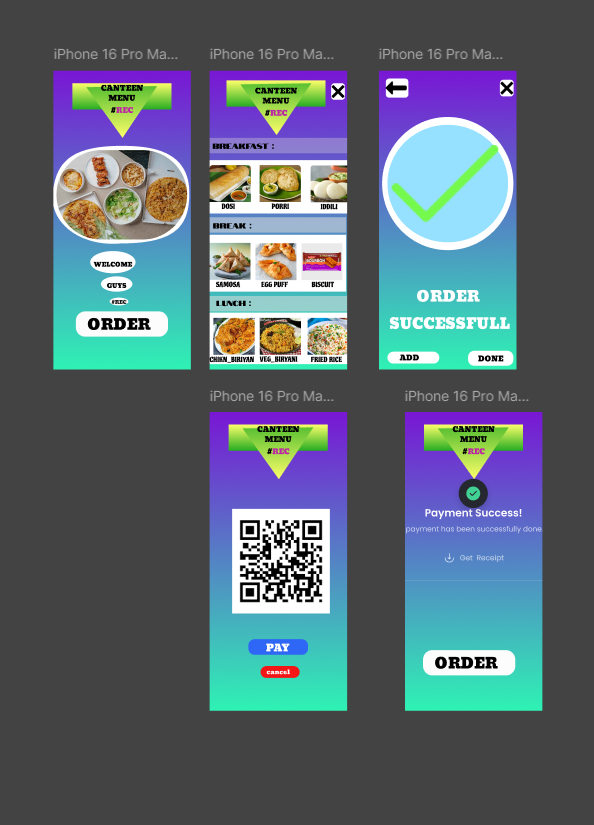 iPhone 16 Pro Ma...
CANTEEN
MENU
#REC
WELCOME
GUYS
#REC
ORDER
iPhone 16 Pro Ma...
CANTEEN
MENU
#REC
BREAKFAST :
DOSI
PORRI
IDDILI
BREAK :
SAMOSA
EGG PUFF
BISCUIT
LUNCH :
CHIKN_BIRIYAN
VEG_BIRYANI
FRIED RICE
iPhone 16 Pro Ma...
ORDER
SUCCESSFULL
ADD
DONE
iPhone 16 Pro Ma...
CANTEEN
MENU
#REC
PAY
cancel
iPhone 16 Pro Ma...
CANTEEN
MENU
#REC
Payment Success!
payment has been successfully done
Get Receipt
ORDER